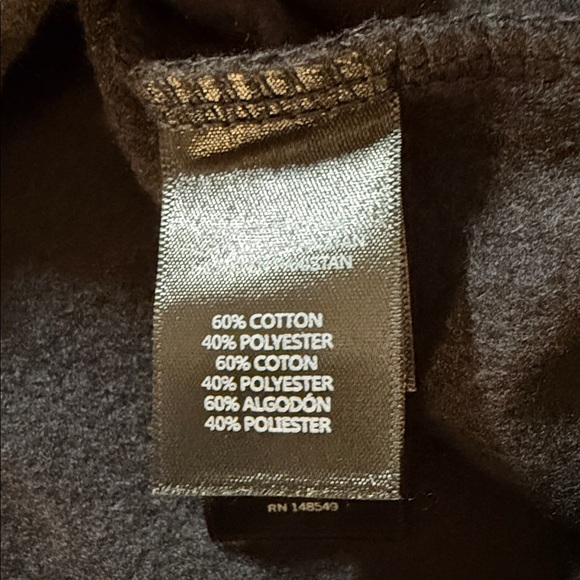 60% COTTON
40% POLYESTER
60% COTON
40% POLYESTER
60% ALGODÓN
40% POLIESTER
RN 148549